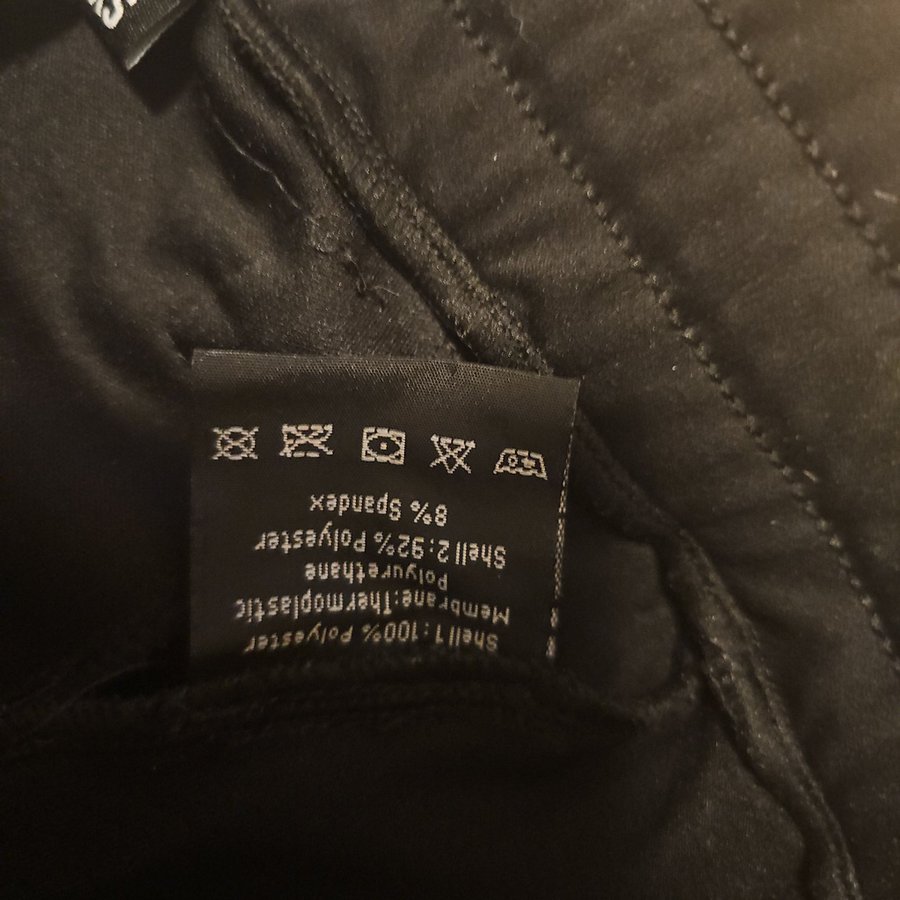 Shell 1:100% Polyester
Membrane:Thermoplastic
Polyurethane
Shell 2:92% Polyester
8% Spandex